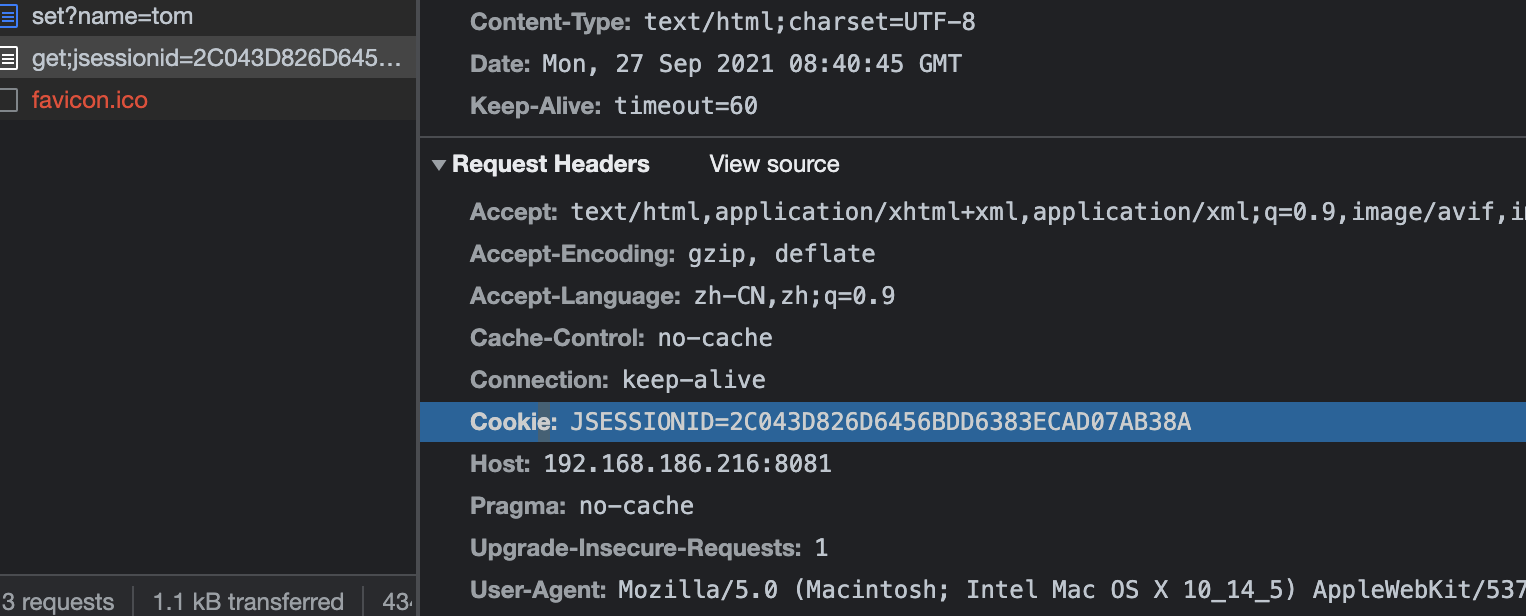 set?name=tom
get;jsessionid=2C043D826D645...
favicon.ico
3 requests
1.1 kB transferred
434
Content-Type: text/html;charset=UTF-8
Date: Mon, 27 Sep 2021 08:40:45 GMT
Keep-Alive: timeout=60
Request Headers
View source
Accept: text/html,application/xhtml+xml,application/xml;q=0.9,image/avif,i
Accept-Encoding: gzip, deflate
Accept-Language: zh-CN,zh;q=0.9
Cache-Control: no-cache
Connection: keep-alive
Cookie: JSESSIONID=2C043D826D6456BDD6383ECAD07AB38A
Host: 192.168.186.216:8081
Pragma: no-cache
Upgrade-Insecure-Requests: 1
User-Agent: Mozilla/5.0 (Macintosh; Intel Mac OS X 10_14_5) AppleWebKit/537